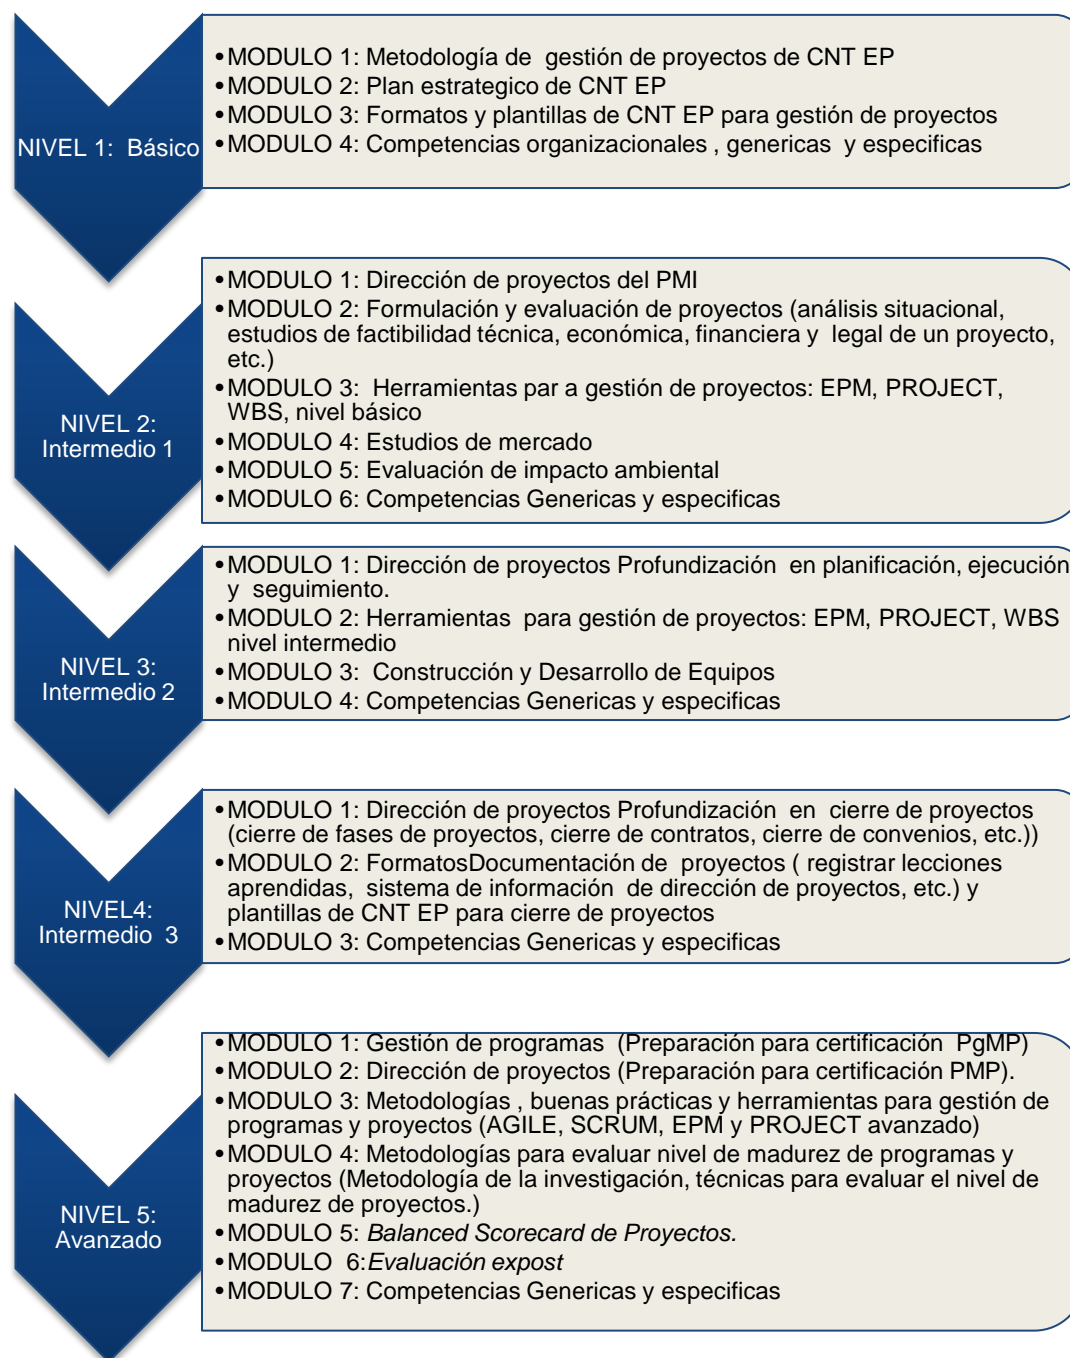 NIVEL 1:  Básico
•MODULO 1: Metodología de  gestión de proyectos de CNT EP
•MODULO 2: Plan estrategico de CNT EP
•MODULO 3: Formatos y plantillas de CNT EP para gestión de proyectos
•MODULO 4: Competencias organizacionales , genericas  y especificas
NIVEL 2:
Intermedio 1
•MODULO 1: Dirección de proyectos del PMI
•MODULO 2: Formulación y evaluación de proyectos (análisis situacional,
estudios de factibilidad técnica, económica, financiera y  legal de un proyecto,
etc.)
•MODULO 3:  Herramientas par a gestión de proyectos: EPM, PROJECT,
WBS, nivel básico
•MODULO 4: Estudios de mercado
•MODULO 5: Evaluación de impacto ambiental
•MODULO 6: Competencias Genericas y especificas
NIVEL 3:
Intermedio 2
•MODULO 1: Dirección de proyectos Profundización  en planificación, ejecución
y  seguimiento.
•MODULO 2: Herramientas  para gestión de proyectos: EPM, PROJECT, WBS
nivel intermedio
•MODULO 3:  Construcción y Desarrollo de Equipos
•MODULO 4: Competencias Genericas y especificas
NIVEL4:
Intermedio  3
•MODULO 1: Dirección de proyectos Profundización  en  cierre de proyectos
(cierre de fases de proyectos, cierre de contratos, cierre de convenios, etc.))
•MODULO 2: FormatosDocumentación de  proyectos ( registrar lecciones
aprendidas,  sistema de información  de dirección de proyectos, etc.) y
plantillas de CNT EP para cierre de proyectos
•MODULO 3: Competencias Genericas y especificas
NIVEL 5:
Avanzado
•MODULO 1: Gestión de programas  (Preparación para certificación  PgMP)
•MODULO 2: Dirección de proyectos (Preparación para certificación PMP).
•MODULO 3: Metodologías , buenas prácticas y herramientas para gestión de
programas y proyectos (AGILE, SCRUM, EPM y PROJECT avanzado)
•MODULO 4: Metodologías para evaluar nivel de madurez de programas y
proyectos (Metodología de la investigación, técnicas para evaluar el nivel de
madurez de proyectos.)
•MODULO 5: Balanced Scorecard de Proyectos.
•MODULO  6:Evaluación expost
•MODULO 7: Competencias Genericas y especificas